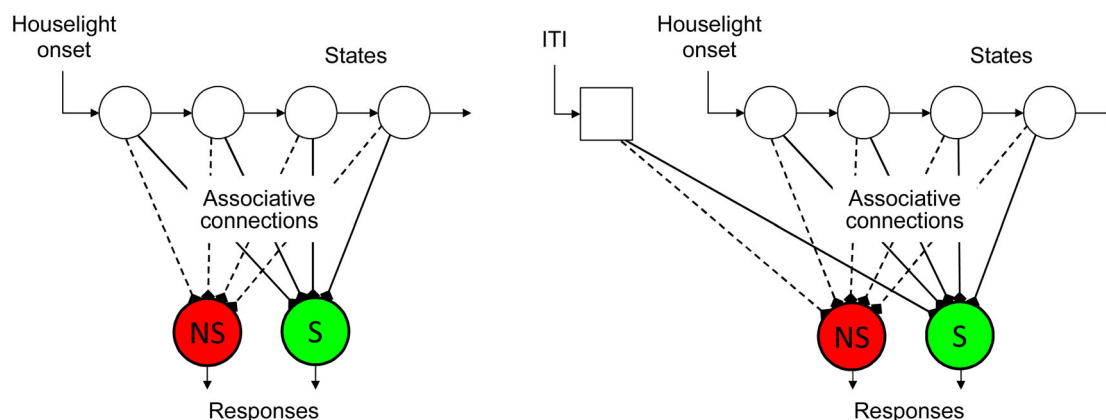 Houselight
onset
States
Associative
connections
NS
S
Responses
ITI
Houselight
onset
States
Associative
connections
NS
S
Responses